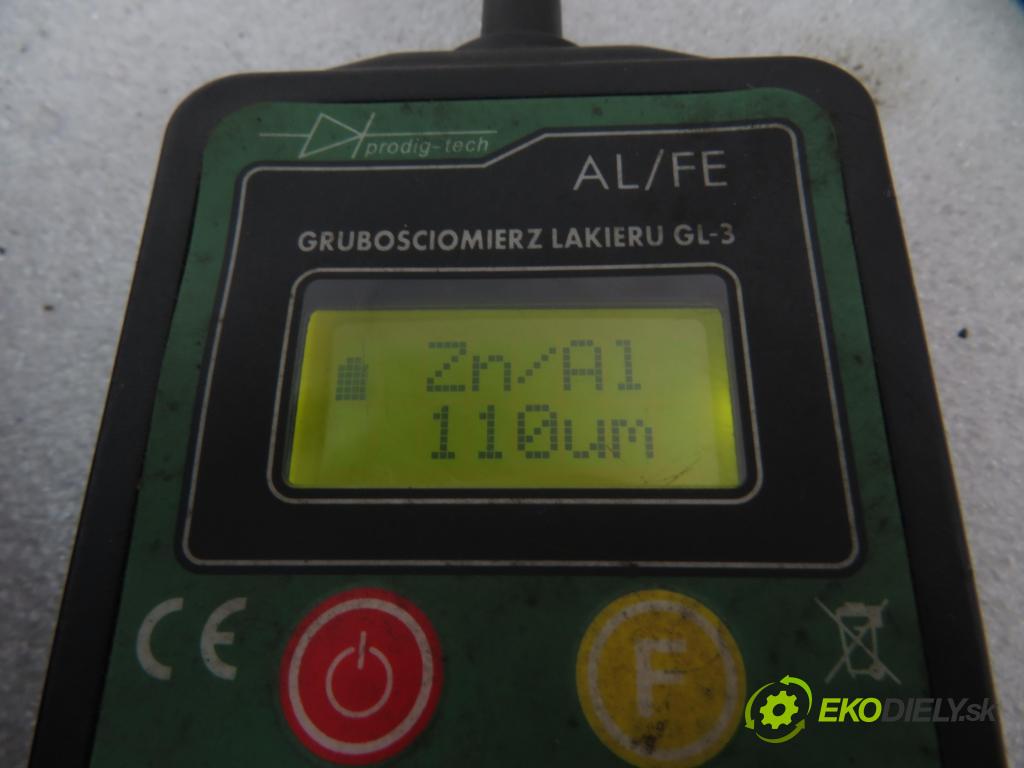 prodig-tech
AL/FE
GRUBOŚCIOMIERZ LAKIERU GL-3
Zn/Al
110um
CE
F
EKODIELY.sk